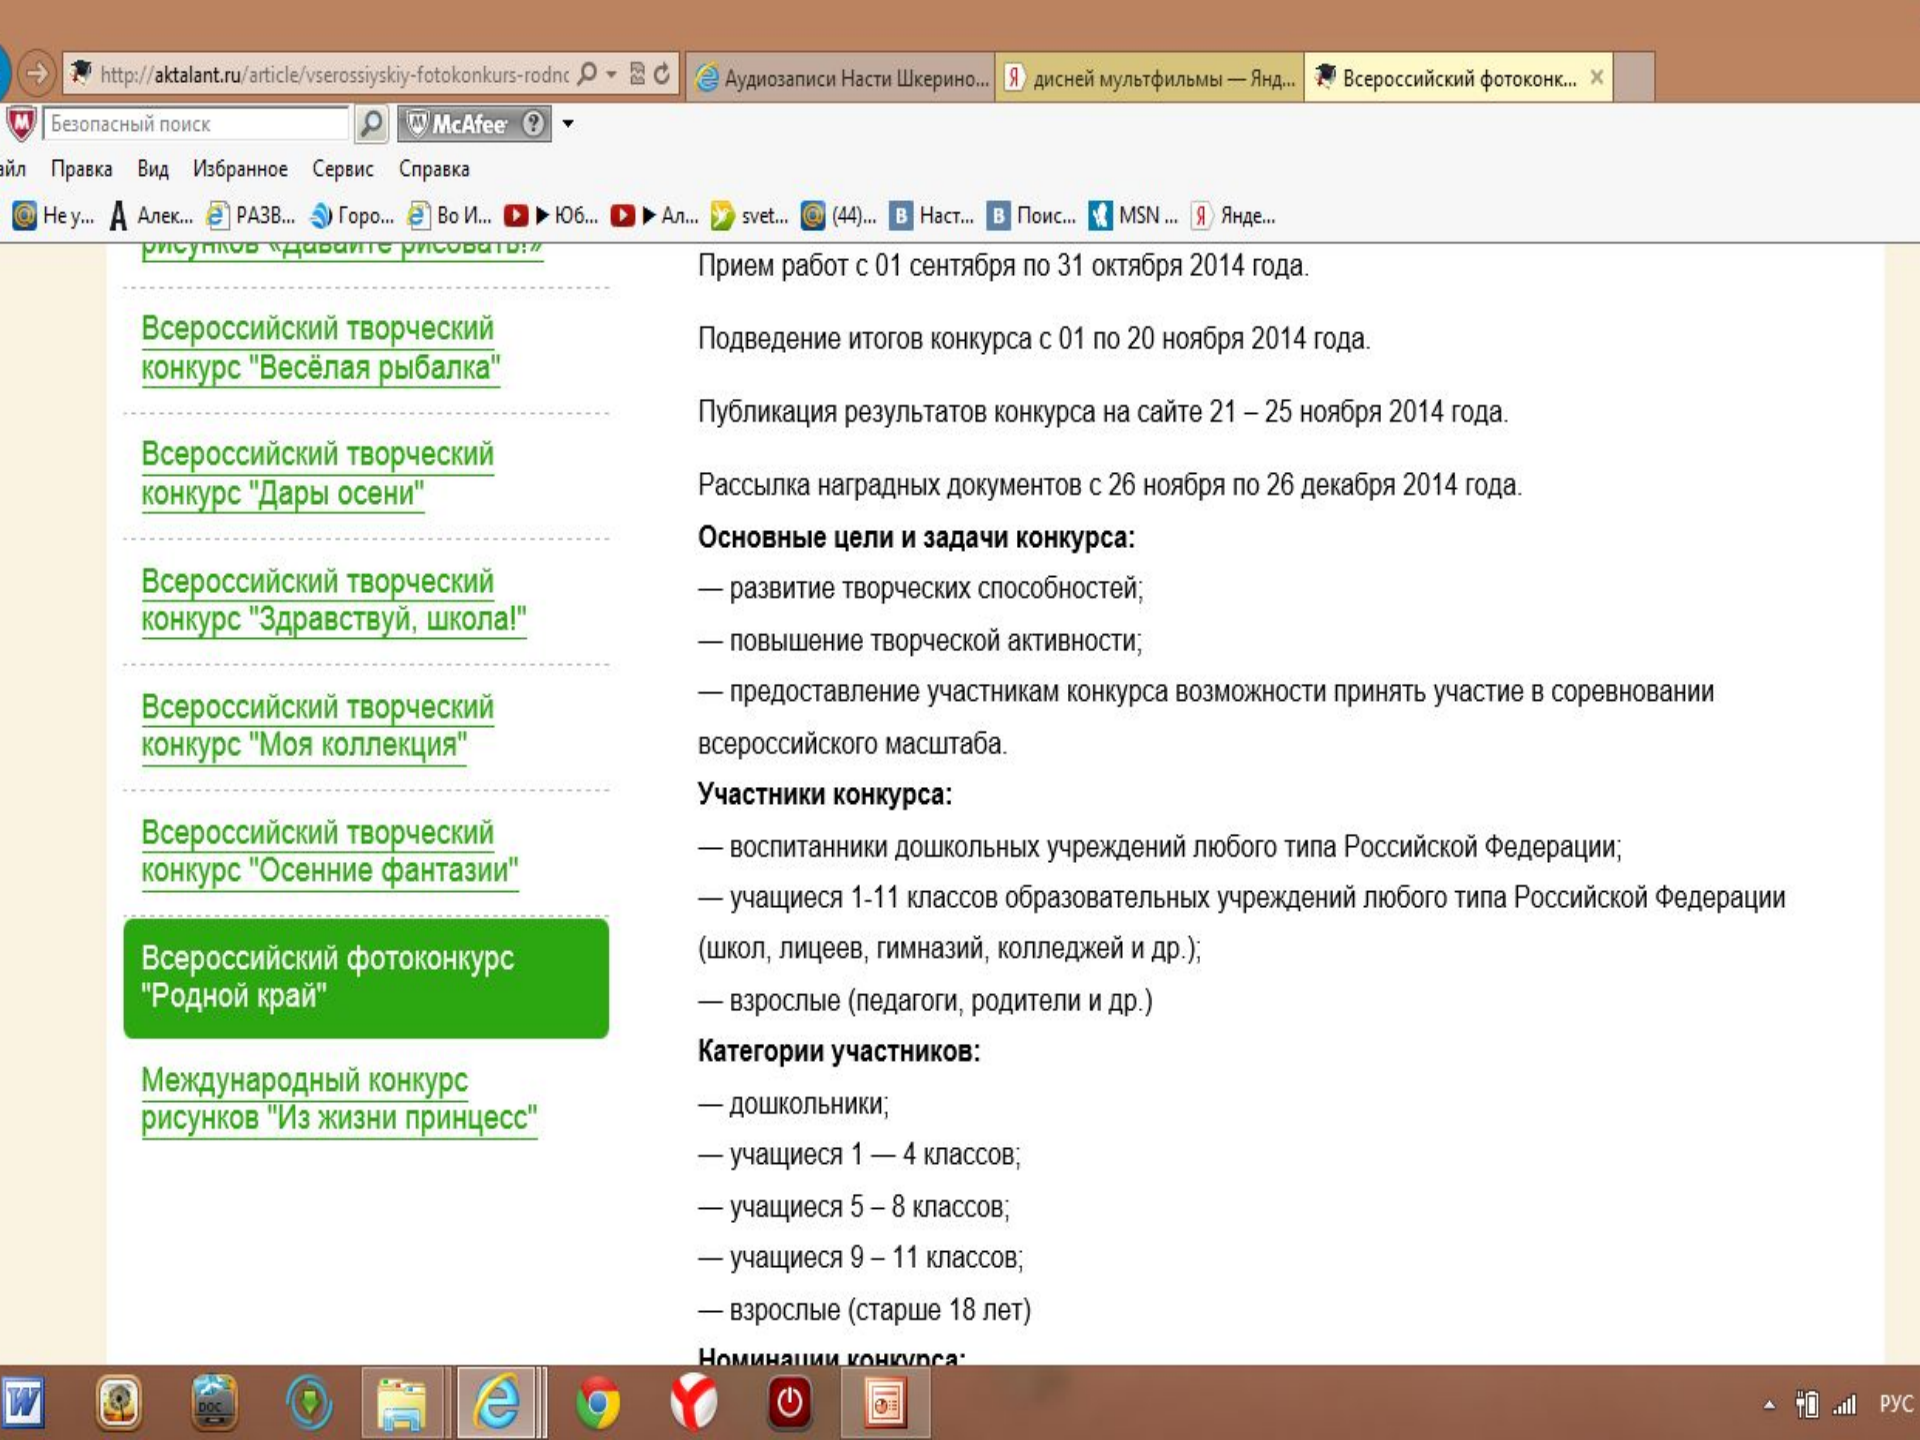 http://aktalant.ru/article/vserossiyskiy-fotokonkurs-rodnc
Аудиозаписи Насти Шкерино...
Я дисней мультфильмы — Янд...
Всероссийский фотоконк...
Безопасный поиск
McAfee
айл Правка Вид Избранное Сервис Справка
Не у... А Алек... РАЗВ... Горо... Во И... Юб... Ал... svet... (44)... В Наст... В Поис... MSN ... Я Янде...
рисунков «Давайте рисовать!»
Всероссийский творческий
конкурс "Весёлая рыбалка"
Всероссийский творческий
конкурс "Дары осени"
Всероссийский творческий
конкурс "Здравствуй, школа!"
Всероссийский творческий
конкурс "Моя коллекция"
Всероссийский творческий
конкурс "Осенние фантазии"
Всероссийский фотоконкурс
"Родной край"
Международный конкурс
рисунков "Из жизни принцесс"
Прием работ с 01 сентября по 31 октября 2014 года.
Подведение итогов конкурса с 01 по 20 ноября 2014 года.
Публикация результатов конкурса на сайте 21 – 25 ноября 2014 года.
Рассылка наградных документов с 26 ноября по 26 декабря 2014 года.
Основные цели и задачи конкурса:
— развитие творческих способностей;
— повышение творческой активности;
— предоставление участникам конкурса возможности принять участие в соревновании
всероссийского масштаба.
Участники конкурса:
— воспитанники дошкольных учреждений любого типа Российской Федерации;
— учащиеся 1-11 классов образовательных учреждений любого типа Российской Федерации
(школ, лицеев, гимназий, колледжей и др.);
— взрослые (педагоги, родители и др.)
Категории участников:
— дошкольники;
— учащиеся 1 — 4 классов;
— учащиеся 5 – 8 классов;
— учащиеся 9 – 11 классов;
— взрослые (старше 18 лет)
Номинации конкурса:
DOC
РУС